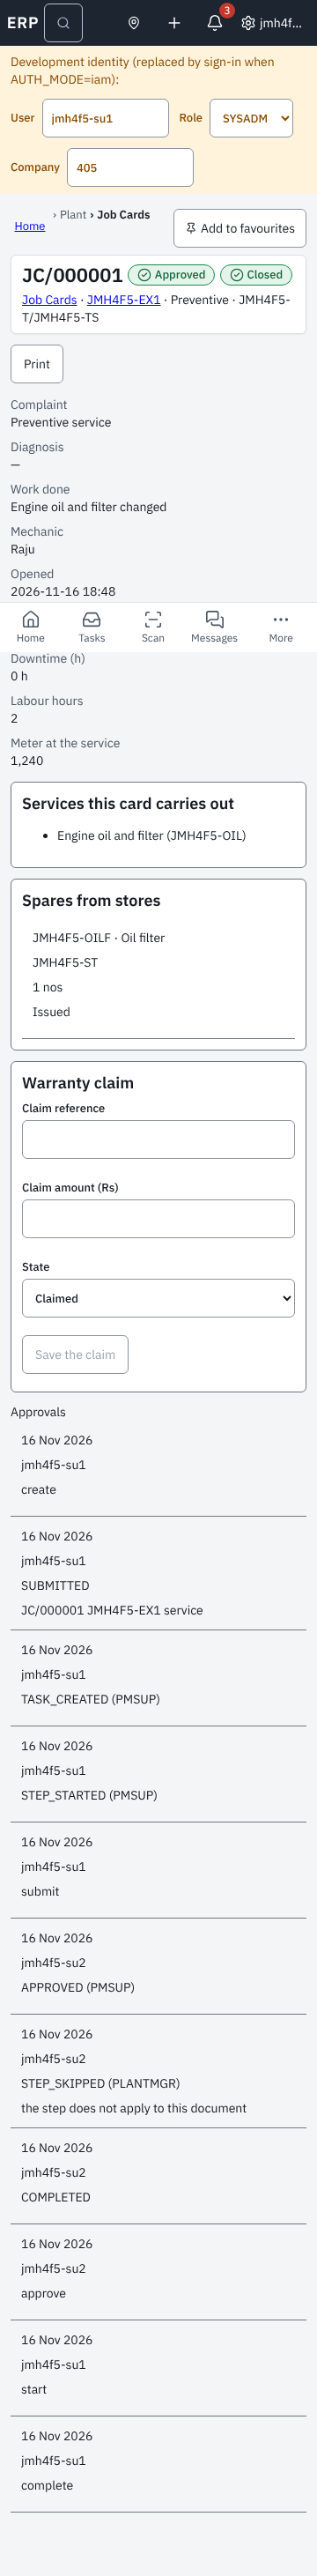 ERP
3
jmh4f...
Development identity (replaced by sign-in when
AUTH_MODE=iam):
User jmh4f5-su1 Role SYSADM
Company 405
Home › Plant › Job Cards
Add to favourites
JC/000001 Approved Closed
Job Cards · JMH4F5-EX1 · Preventive · JMH4F5-
T/JMH4F5-TS
Print
Complaint
Preventive service
Diagnosis
—
Work done
Engine oil and filter changed
Mechanic
Raju
Opened
2026-11-16 18:48
Home Tasks Scan Messages More
Downtime (h)
0 h
Labour hours
2
Meter at the service
1,240
Services this card carries out
• Engine oil and filter (JMH4F5-OIL)
Spares from stores
JMH4F5-OILF · Oil filter
JMH4F5-ST
1 nos
Issued
Warranty claim
Claim reference
Claim amount (Rs)
State
Claimed
Save the claim
Approvals
16 Nov 2026
jmh4f5-su1
create
16 Nov 2026
jmh4f5-su1
SUBMITTED
JC/000001 JMH4F5-EX1 service
16 Nov 2026
jmh4f5-su1
TASK_CREATED (PMSUP)
16 Nov 2026
jmh4f5-su1
STEP_STARTED (PMSUP)
16 Nov 2026
jmh4f5-su1
submit
16 Nov 2026
jmh4f5-su2
APPROVED (PMSUP)
16 Nov 2026
jmh4f5-su2
STEP_SKIPPED (PLANTMGR)
the step does not apply to this document
16 Nov 2026
jmh4f5-su2
COMPLETED
16 Nov 2026
jmh4f5-su2
approve
16 Nov 2026
jmh4f5-su1
start
16 Nov 2026
jmh4f5-su1
complete